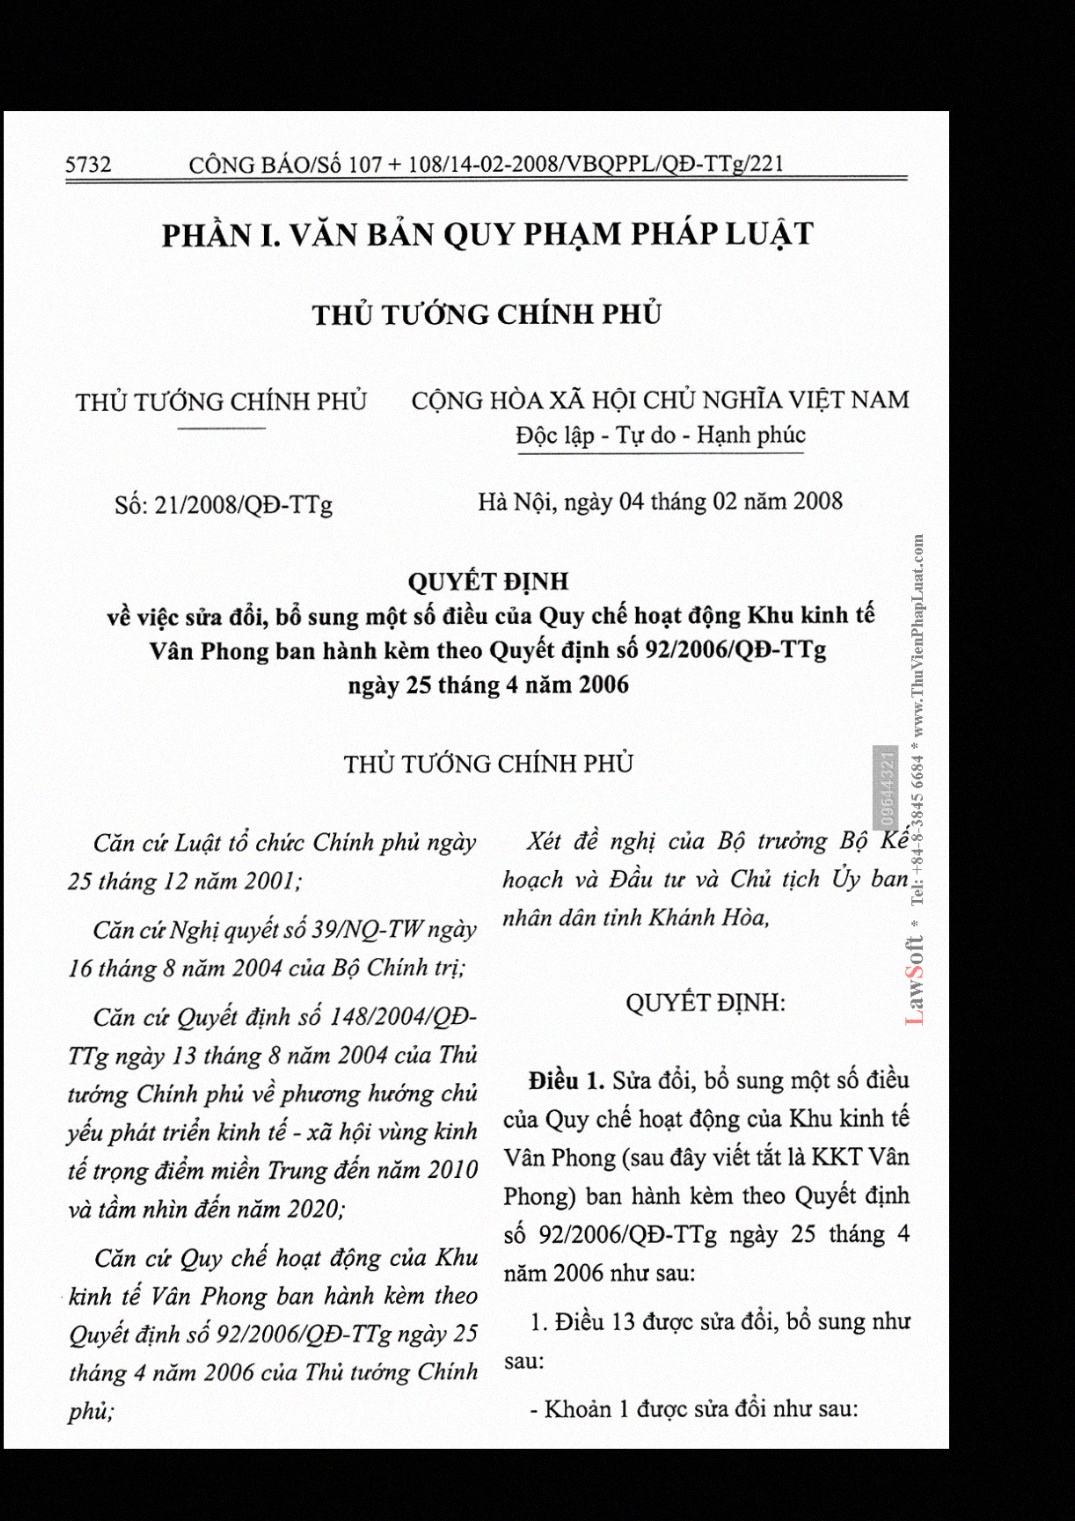 5732 CÔNG BÁO/Số 107 + 108/14-02-2008/VBQPPL/QĐ-TTg/221
PHẦN I. VĂN BẢN QUY PHẠM PHÁP LUẬT
THỦ TƯỚNG CHÍNH PHỦ
THỦ TƯỚNG CHÍNH PHỦ
CỘNG HÒA XÃ HỘI CHỦ NGHĨA VIỆT NAM
Độc lập - Tự do - Hạnh phúc
Số: 21/2008/QĐ-TTg
Hà Nội, ngày 04 tháng 02 năm 2008
QUYẾT ĐỊNH
về việc sửa đổi, bổ sung một số điều của Quy chế hoạt động Khu kinh tế
Vân Phong ban hành kèm theo Quyết định số 92/2006/QĐ-TTg
ngày 25 tháng 4 năm 2006
THỦ TƯỚNG CHÍNH PHỦ
Căn cứ Luật tổ chức Chính phủ ngày
25 tháng 12 năm 2001;
Căn cứ Nghị quyết số 39/NQ-TW ngày
16 tháng 8 năm 2004 của Bộ Chính trị;
Căn cứ Quyết định số 148/2004/QĐ-
TTg ngày 13 tháng 8 năm 2004 của Thủ
tướng Chính phủ về phương hướng chủ
yếu phát triển kinh tế - xã hội vùng kinh
tế trọng điểm miền Trung đến năm 2010
và tầm nhìn đến năm 2020;
Căn cứ Quy chế hoạt động của Khu
kinh tế Vân Phong ban hành kèm theo
Quyết định số 92/2006/QĐ-TTg ngày 25
tháng 4 năm 2006 của Thủ tướng Chính
phủ;
Xét đề nghị của Bộ trưởng Bộ Kế
hoạch và Đầu tư và Chủ tịch Ủy ban
nhân dân tỉnh Khánh Hòa,
QUYẾT ĐỊNH:
Điều 1. Sửa đổi, bổ sung một số điều
của Quy chế hoạt động của Khu kinh tế
Vân Phong (sau đây viết tắt là KKT Vân
Phong) ban hành kèm theo Quyết định
số 92/2006/QĐ-TTg ngày 25 tháng 4
năm 2006 như sau:
1. Điều 13 được sửa đổi, bổ sung như
sau:
- Khoản 1 được sửa đổi như sau:
09644321
LawSoft * Tel: +84-8-3845 6684 * www.ThuVienPhapLuat.com